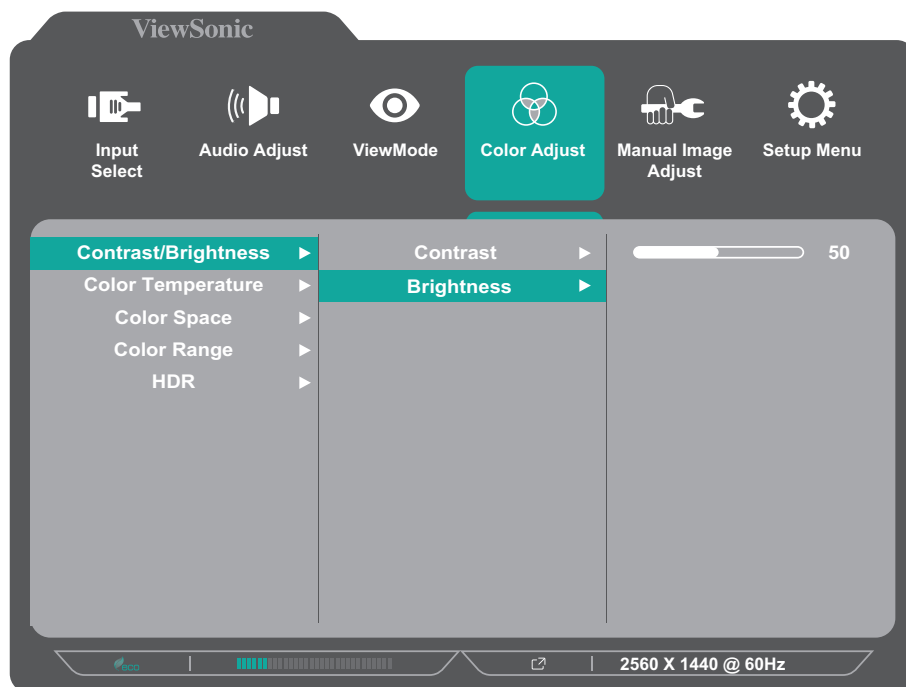 ViewSonic
Input Select
Audio Adjust
ViewMode
Color Adjust
Manual Image Adjust
Setup Menu
Contrast/Brightness
Contrast
50
Color Temperature
Brightness
Color Space
Color Range
HDR
eco
2560 X 1440 @ 60Hz